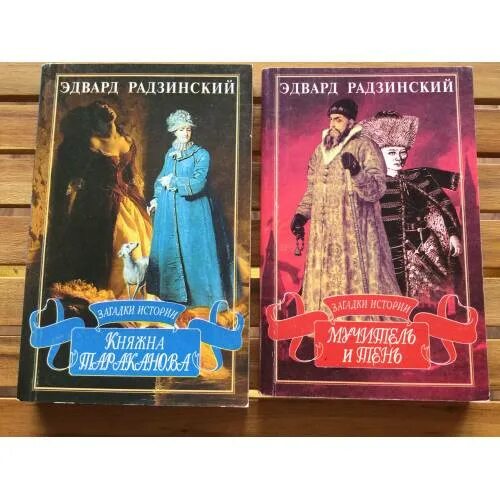 ЭДВАРД РАДЗИНСКИЙ
ЗАГАДКИ ИСТОРИИ
КНЯЖНА
ТАРАКАНОВА
ЭДВАРД РАДЗИНСКИЙ
ЗАГАДКИ ИСТОРИИ
МУЧИТЕЛЬ
И ТЕНЬ